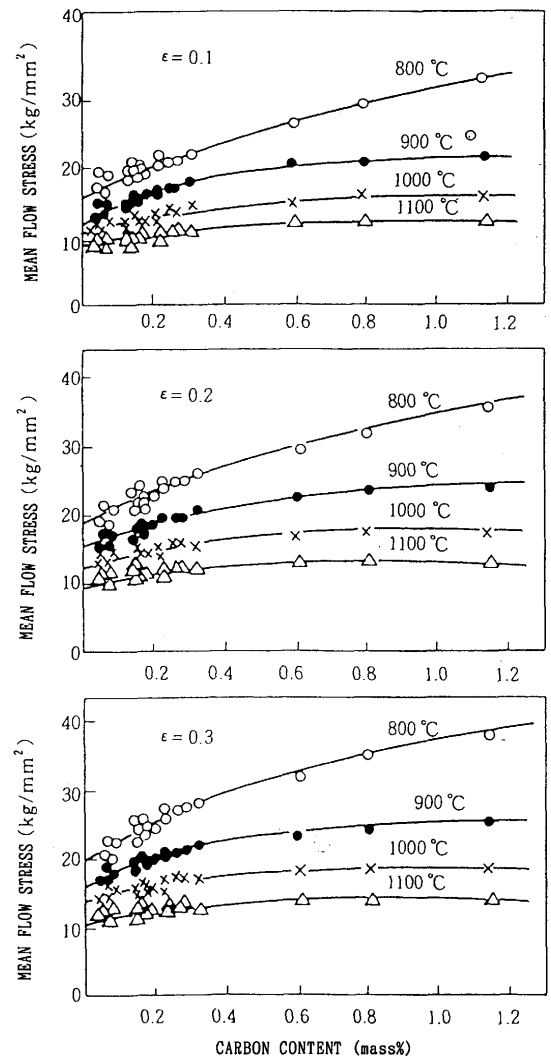 MEAN FLOW STRESS (kg/mm²)
40
30
20
10
0
ε = 0.1
800 °C
900 °C
1000 °C
1100 °C
0.2 0.4 0.6 0.8 1.0 1.2
MEAN FLOW STRESS (kg/mm²)
40
30
20
10
0
ε = 0.2
800 °C
900 °C
1000 °C
1100 °C
0.2 0.4 0.6 0.8 1.0 1.2
MEAN FLOW STRESS (kg/mm²)
40
30
20
10
0
ε = 0.3
800 °C
900 °C
1000 °C
1100 °C
0.2 0.4 0.6 0.8 1.0 1.2
CARBON CONTENT (mass%)